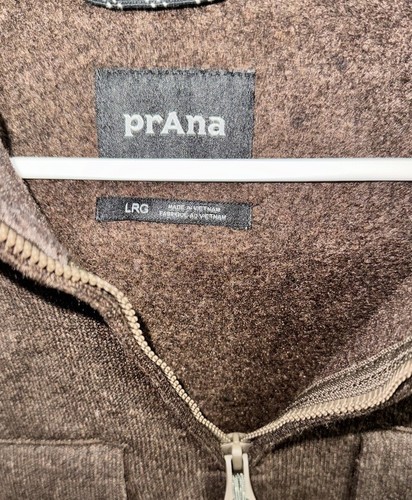 prAna
LRG
MADE IN VIETNAM
FABRIQUÉ AU VIETNAM